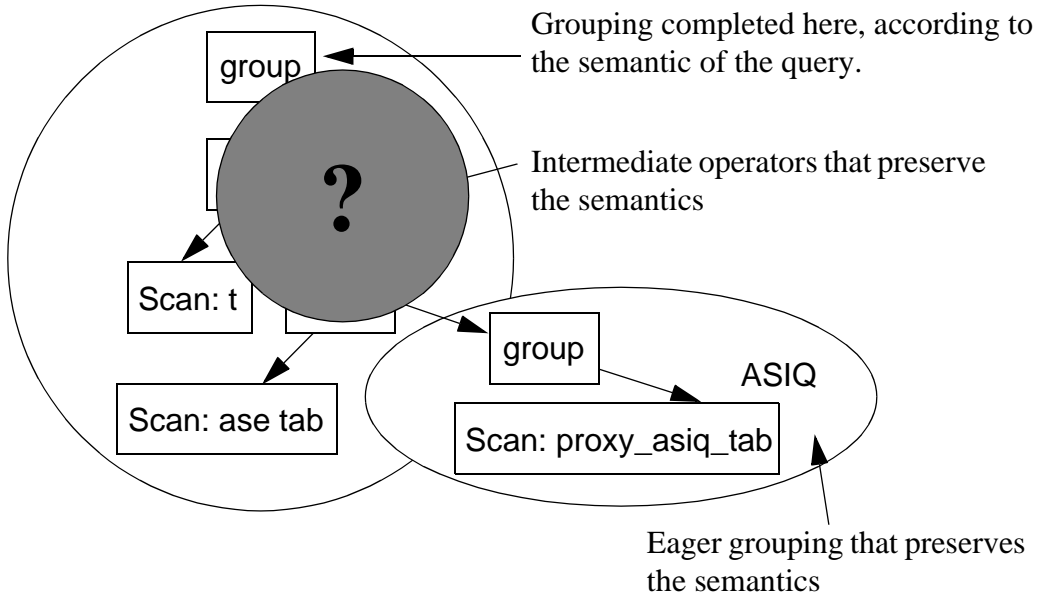 Grouping completed here, according to
the semantic of the query.
group
Intermediate operators that preserve
the semantics
?
Scan: t
group
ASIQ
Scan: ase tab
Scan: proxy_asiq_tab
Eager grouping that preserves
the semantics